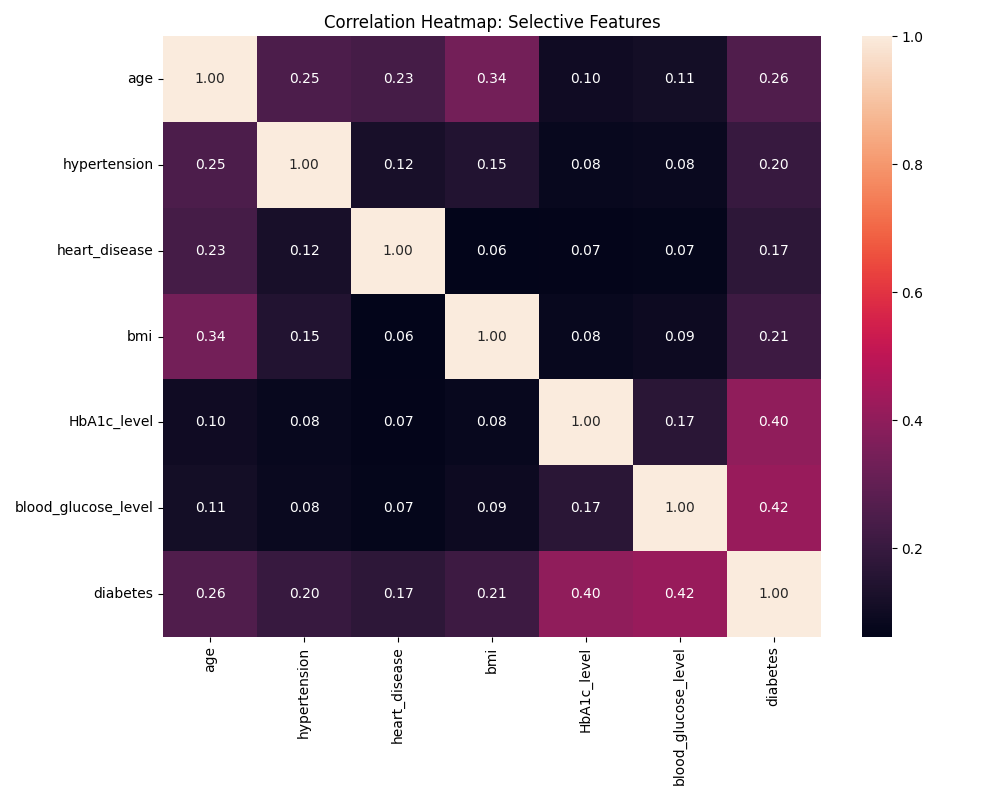 Correlation Heatmap: Selective Features
age 1.00 0.25 0.23 0.34 0.10 0.11 0.26
hypertension 0.25 1.00 0.12 0.15 0.08 0.08 0.20
heart_disease 0.23 0.12 1.00 0.06 0.07 0.07 0.17
bmi 0.34 0.15 0.06 1.00 0.08 0.09 0.21
HbA1c_level 0.10 0.08 0.07 0.08 1.00 0.17 0.40
blood_glucose_level 0.11 0.08 0.07 0.09 0.17 1.00 0.42
diabetes 0.26 0.20 0.17 0.21 0.40 0.42 1.00
age
hypertension
heart_disease
bmi
HbA1c_level
blood_glucose_level
diabetes
1.0
0.8
0.6
0.4
0.2